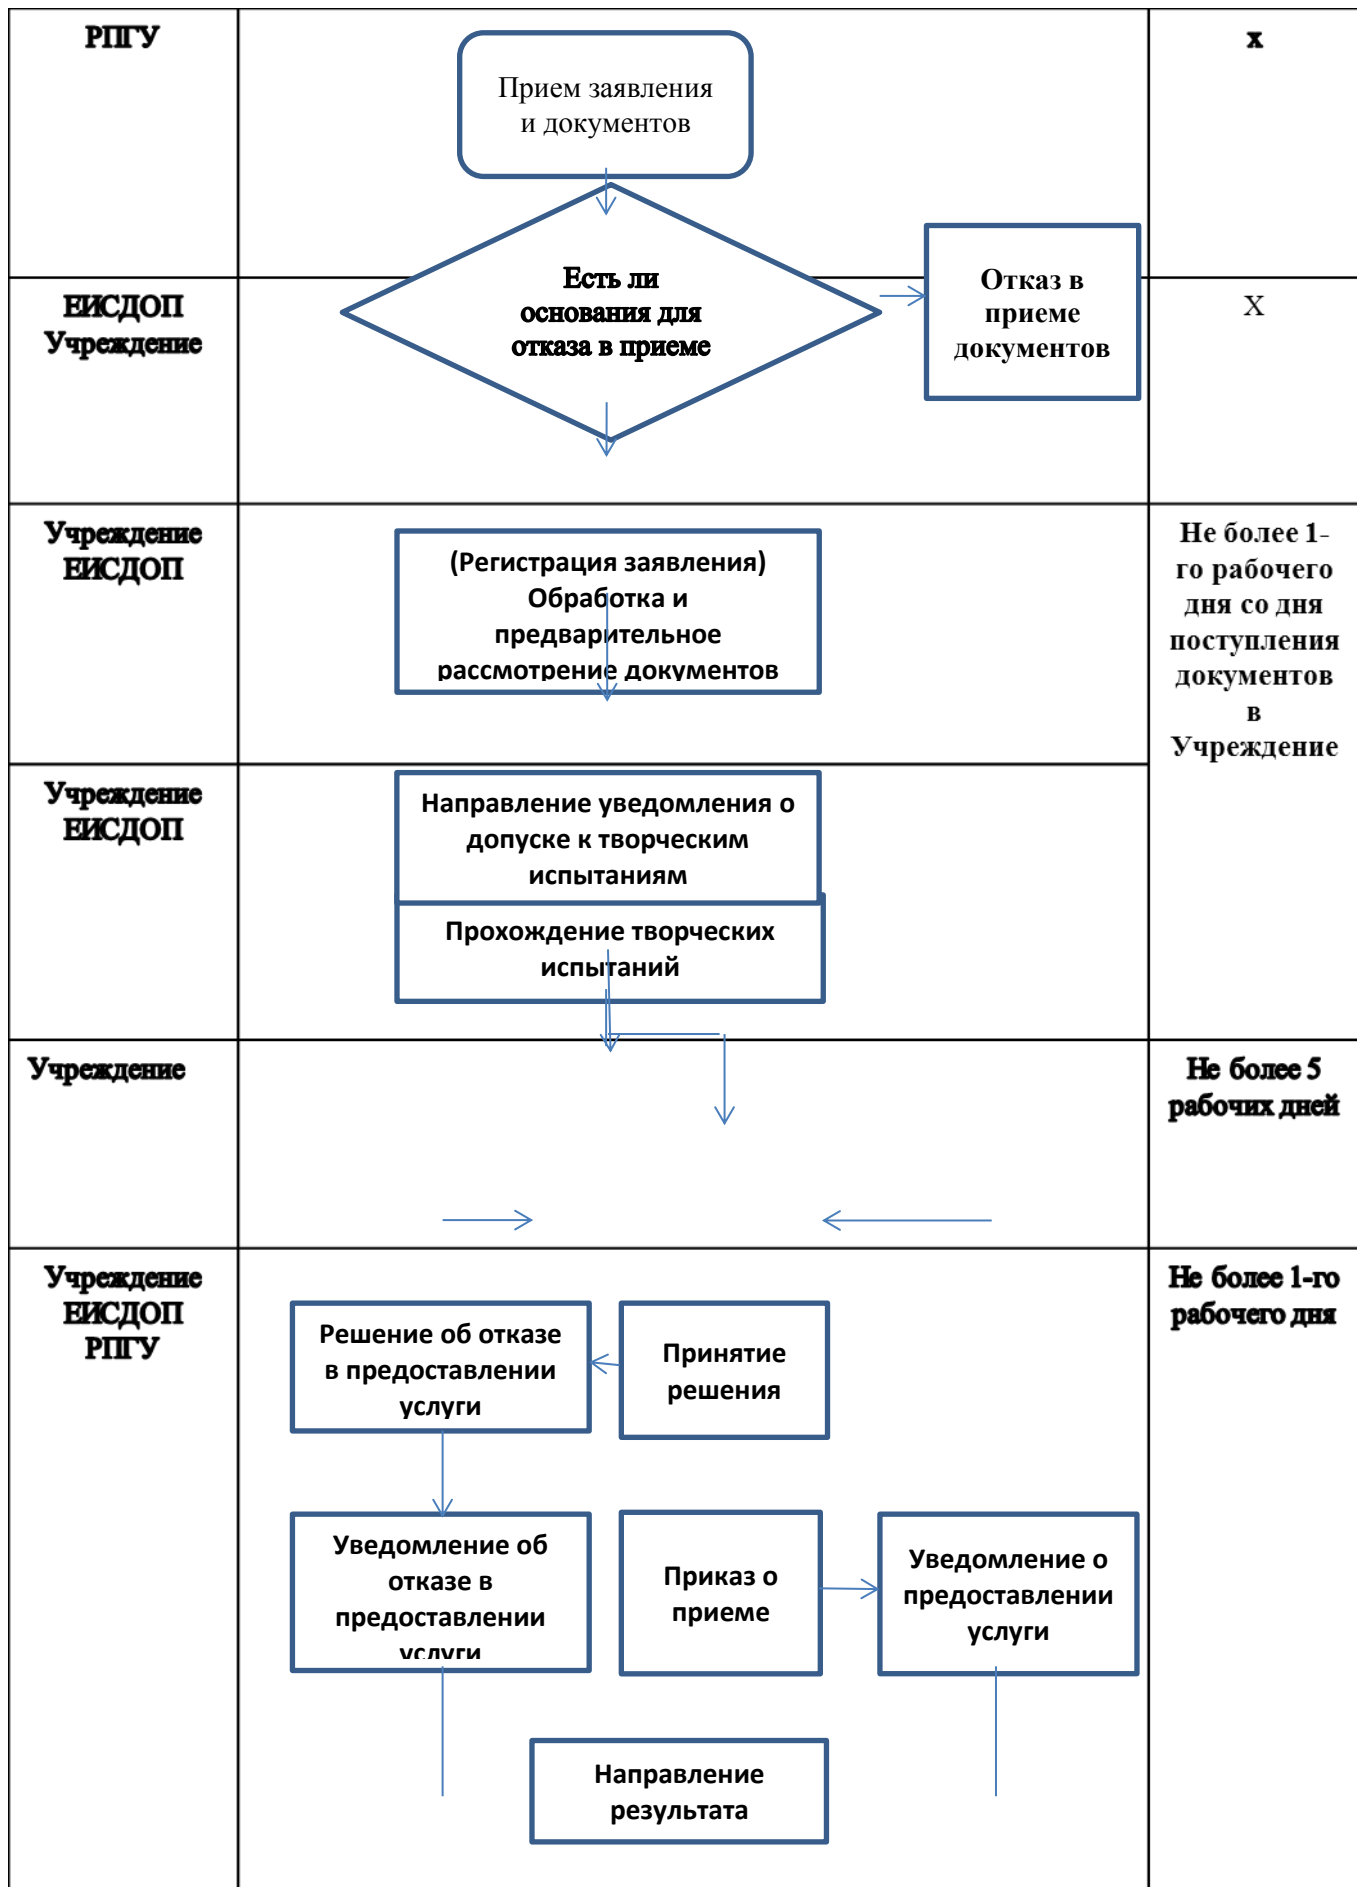 РПГУ
Прием заявления
и документов
х
ЕИСДОП
Учреждение
Есть ли
основания для
отказа в приеме
Отказ в
приеме
документов
Х
Учреждение
ЕИСДОП
(Регистрация заявления)
Обработка и
предварительное
рассмотрение документов
Не более 1-
го рабочего
дня со дня
поступления
документов
в
Учреждение
Учреждение
ЕИСДОП
Направление уведомления о
допуске к творческим
испытаниям
Прохождение творческих
испытаний
Учреждение
Не более 5
рабочих дней
Учреждение
ЕИСДОП
РПГУ
Решение об отказе
в предоставлении
услуги
Принятие
решения
Не более 1-го
рабочего дня
Уведомление об
отказе в
предоставлении
услуги
Приказ о
приеме
Уведомление о
предоставлении
услуги
Направление
результата